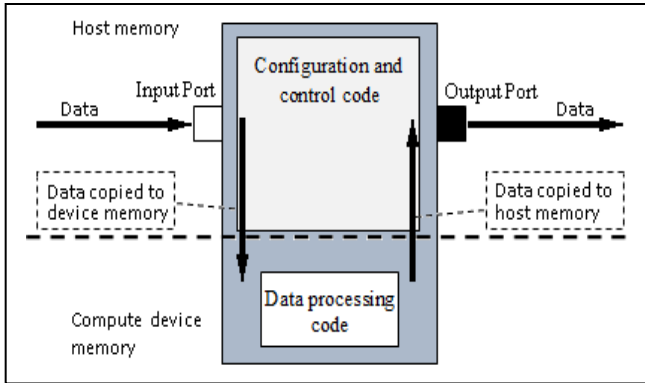 Host memory
Configuration and
control code
Input Port
Output Port
Data
Data
Data copied to
device memory
Data copied to
host memory
Data processing
code
Compute device
memory